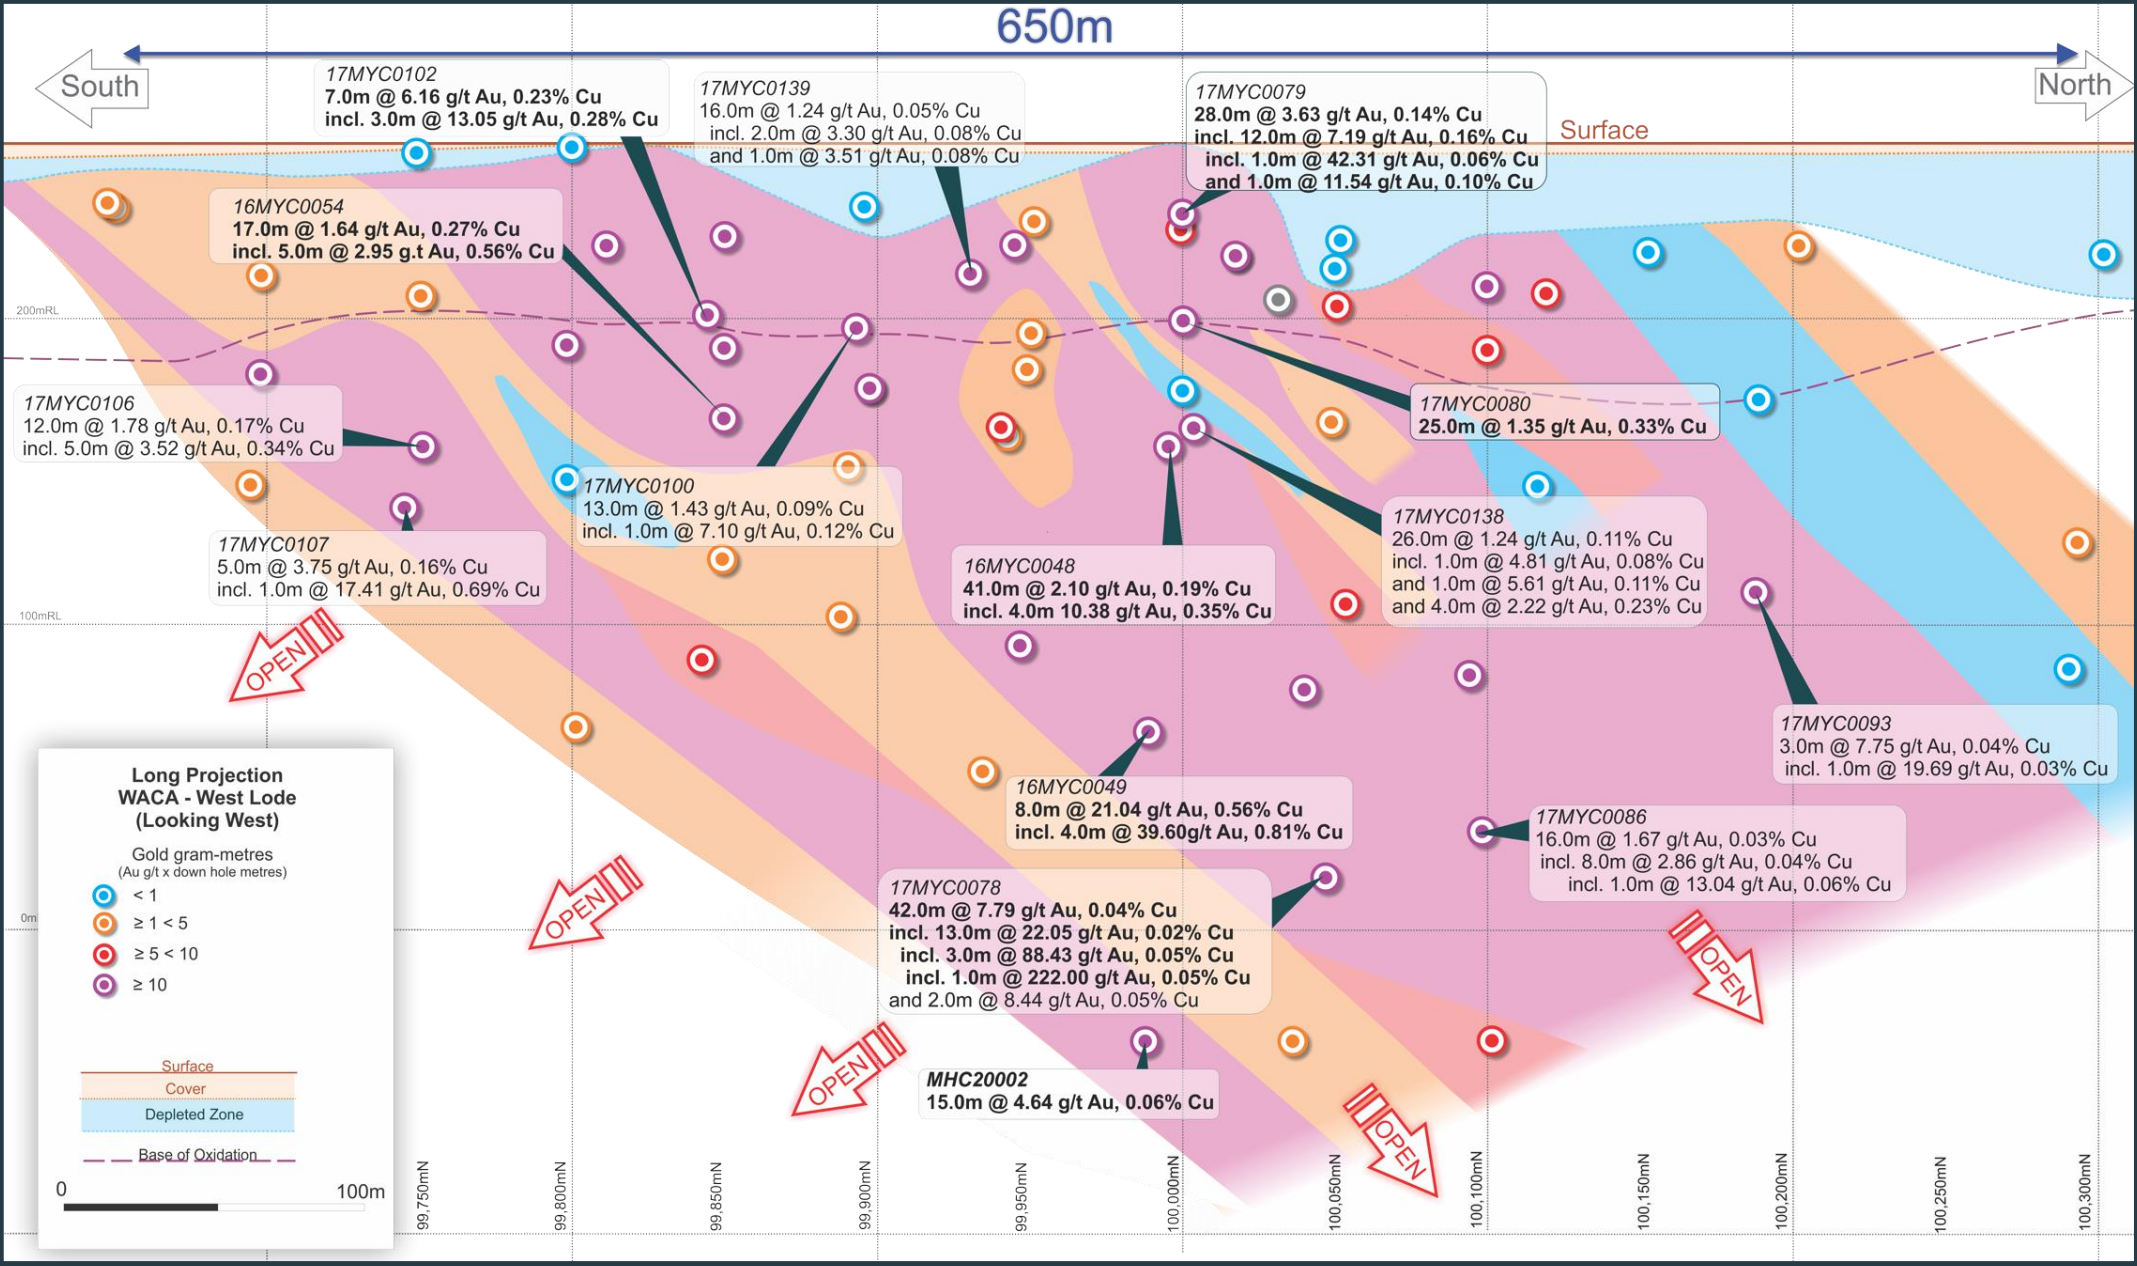 650m
South
North
Surface
17MYC0102
7.0m @ 6.16 g/t Au, 0.23% Cu
incl. 3.0m @ 13.05 g/t Au, 0.28% Cu
17MYC0139
16.0m @ 1.24 g/t Au, 0.05% Cu
incl. 2.0m @ 3.30 g/t Au, 0.08% Cu
and 1.0m @ 3.51 g/t Au, 0.08% Cu
17MYC0079
28.0m @ 3.63 g/t Au, 0.14% Cu
incl. 12.0m @ 7.19 g/t Au, 0.16% Cu
incl. 1.0m @ 42.31 g/t Au, 0.06% Cu
and 1.0m @ 11.54 g/t Au, 0.10% Cu
16MYC0054
17.0m @ 1.64 g/t Au, 0.27% Cu
incl. 5.0m @ 2.95 g.t Au, 0.56% Cu
200mRL
17MYC0106
12.0m @ 1.78 g/t Au, 0.17% Cu
incl. 5.0m @ 3.52 g/t Au, 0.34% Cu
17MYC0080
25.0m @ 1.35 g/t Au, 0.33% Cu
17MYC0100
13.0m @ 1.43 g/t Au, 0.09% Cu
incl. 1.0m @ 7.10 g/t Au, 0.12% Cu
17MYC0107
5.0m @ 3.75 g/t Au, 0.16% Cu
incl. 1.0m @ 17.41 g/t Au, 0.69% Cu
16MYC0048
41.0m @ 2.10 g/t Au, 0.19% Cu
incl. 4.0m 10.38 g/t Au, 0.35% Cu
17MYC0138
26.0m @ 1.24 g/t Au, 0.11% Cu
incl. 1.0m @ 4.81 g/t Au, 0.08% Cu
and 1.0m @ 5.61 g/t Au, 0.11% Cu
and 4.0m @ 2.22 g/t Au, 0.23% Cu
100mRL
OPEN
17MYC0093
3.0m @ 7.75 g/t Au, 0.04% Cu
incl. 1.0m @ 19.69 g/t Au, 0.03% Cu
16MYC0049
8.0m @ 21.04 g/t Au, 0.56% Cu
incl. 4.0m @ 39.60g/t Au, 0.81% Cu
17MYC0086
16.0m @ 1.67 g/t Au, 0.03% Cu
incl. 8.0m @ 2.86 g/t Au, 0.04% Cu
incl. 1.0m @ 13.04 g/t Au, 0.06% Cu
17MYC0078
42.0m @ 7.79 g/t Au, 0.04% Cu
incl. 13.0m @ 22.05 g/t Au, 0.02% Cu
incl. 3.0m @ 88.43 g/t Au, 0.05% Cu
incl. 1.0m @ 222.00 g/t Au, 0.05% Cu
and 2.0m @ 8.44 g/t Au, 0.05% Cu
OPEN
OPEN
0m
OPEN
MHC20002
15.0m @ 4.64 g/t Au, 0.06% Cu
OPEN
Long Projection
WACA - West Lode
(Looking West)
Gold gram-metres
(Au g/t x down hole metres)
< 1
≥ 1 < 5
≥ 5 < 10
≥ 10
Surface
Cover
Depleted Zone
Base of Oxidation
0 100m
99,750mN
99,800mN
99,850mN
99,900mN
99,950mN
100,000mN
100,050mN
100,100mN
100,150mN
100,200mN
100,250mN
100,300mN